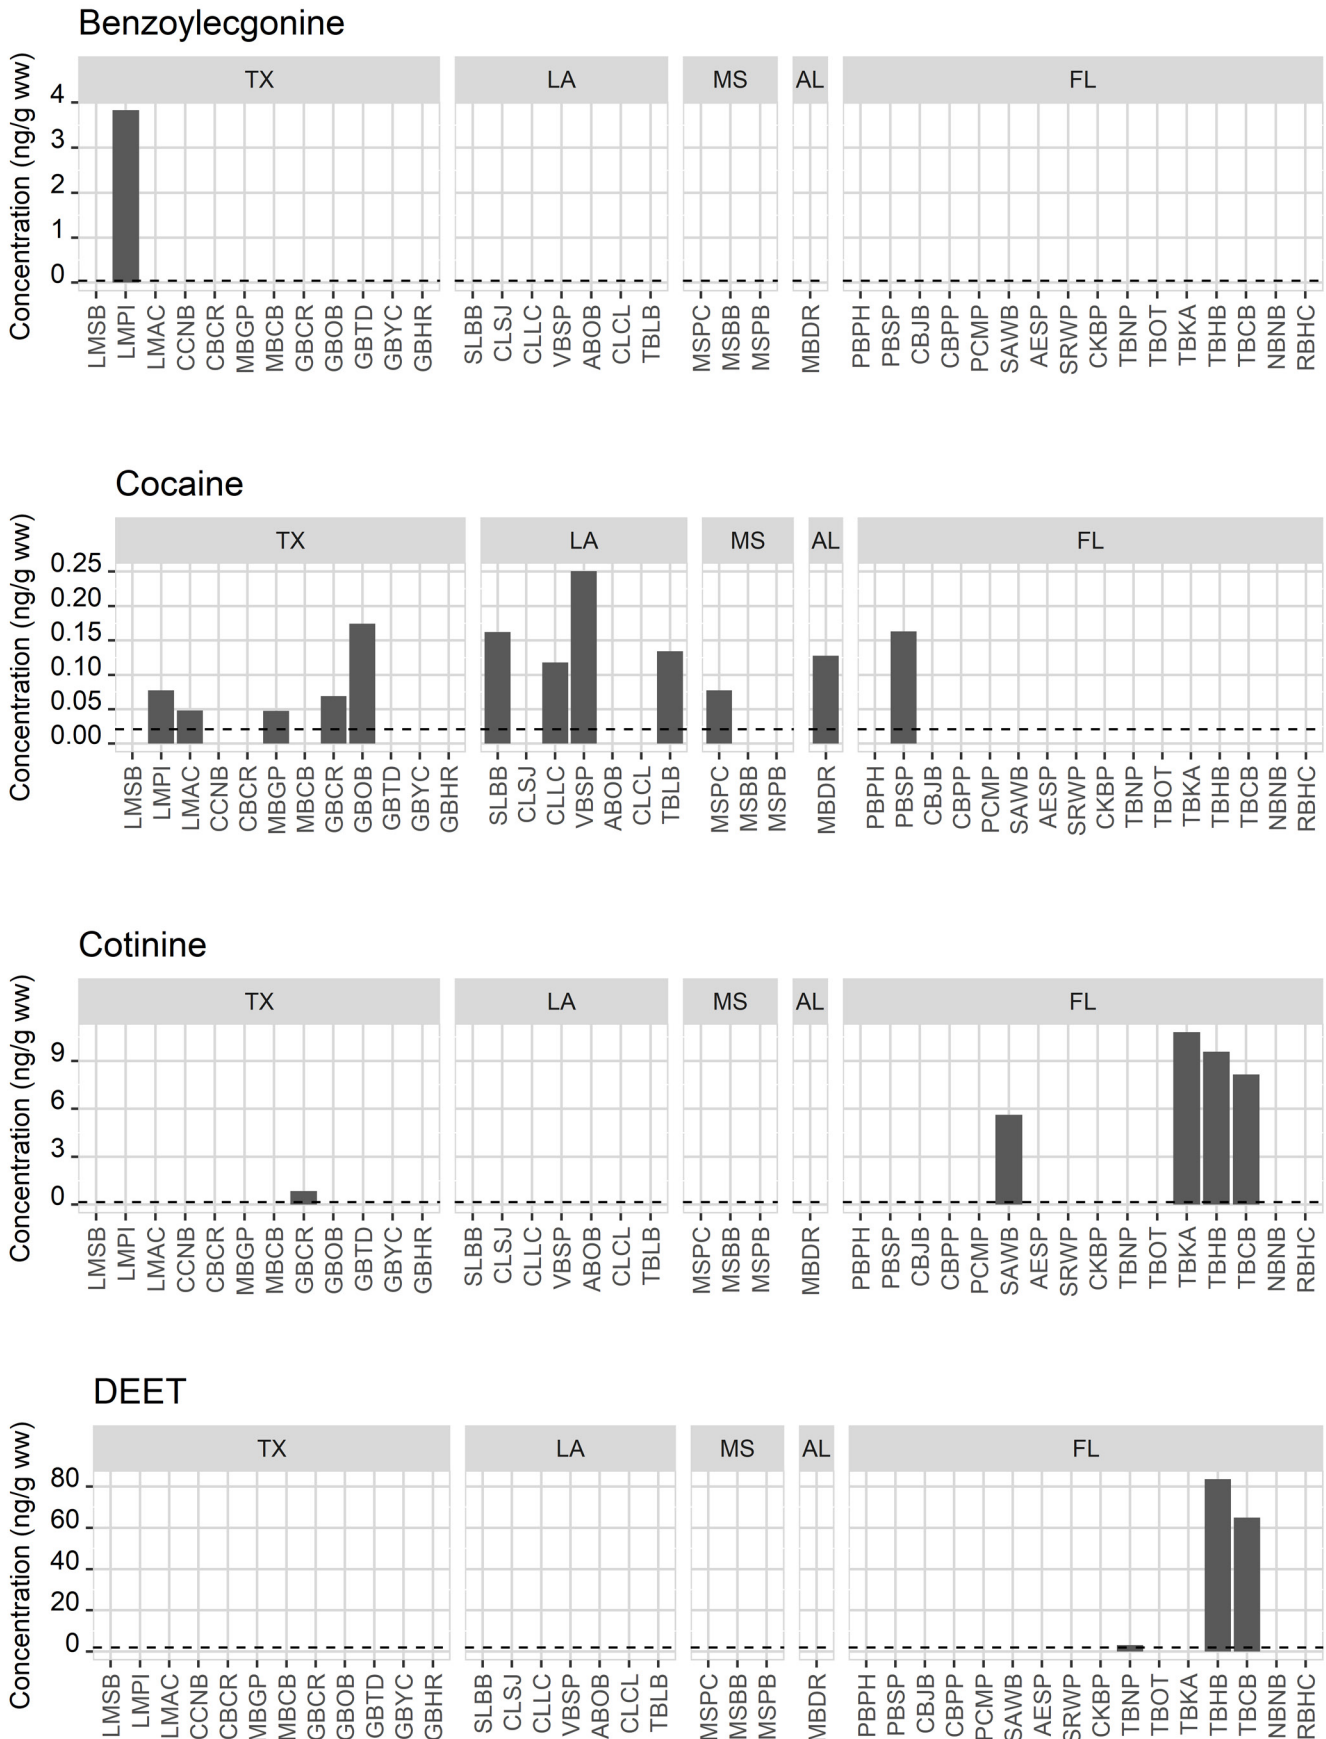 Benzoylecgonine
TX LA MS AL FL
Concentration (ng/g ww)
4
3
2
1
0
LMSB LMPI LMAC CCNB CBCR MBGP MBCB GBCR GBOB GBTD GBYC GBHR SLBB CLSJ CLLC VBSP ABOB CLCL TBLB MSPC MSBB MSPB MBDR PBPH PBSP CBJB CBPP PCMP SAWB AESP SRWP CKBP TBNP TBOT TBKA TBHB TBCB NBNB RBHC
Cocaine
TX LA MS AL FL
Concentration (ng/g ww)
0.25
0.20
0.15
0.10
0.05
0.00
LMSB LMPI LMAC CCNB CBCR MBGP MBCB GBCR GBOB GBTD GBYC GBHR SLBB CLSJ CLLC VBSP ABOB CLCL TBLB MSPC MSBB MSPB MBDR PBPH PBSP CBJB CBPP PCMP SAWB AESP SRWP CKBP TBNP TBOT TBKA TBHB TBCB NBNB RBHC
Cotinine
TX LA MS AL FL
Concentration (ng/g ww)
9
6
3
0
LMSB LMPI LMAC CCNB CBCR MBGP MBCB GBCR GBOB GBTD GBYC GBHR SLBB CLSJ CLLC VBSP ABOB CLCL TBLB MSPC MSBB MSPB MBDR PBPH PBSP CBJB CBPP PCMP SAWB AESP SRWP CKBP TBNP TBOT TBKA TBHB TBCB NBNB RBHC
DEET
TX LA MS AL FL
Concentration (ng/g ww)
80
60
40
20
0
LMSB LMPI LMAC CCNB CBCR MBGP MBCB GBCR GBOB GBTD GBYC GBHR SLBB CLSJ CLLC VBSP ABOB CLCL TBLB MSPC MSBB MSPB MBDR PBPH PBSP CBJB CBPP PCMP SAWB AESP SRWP CKBP TBNP TBOT TBKA TBHB TBCB NBNB RBHC